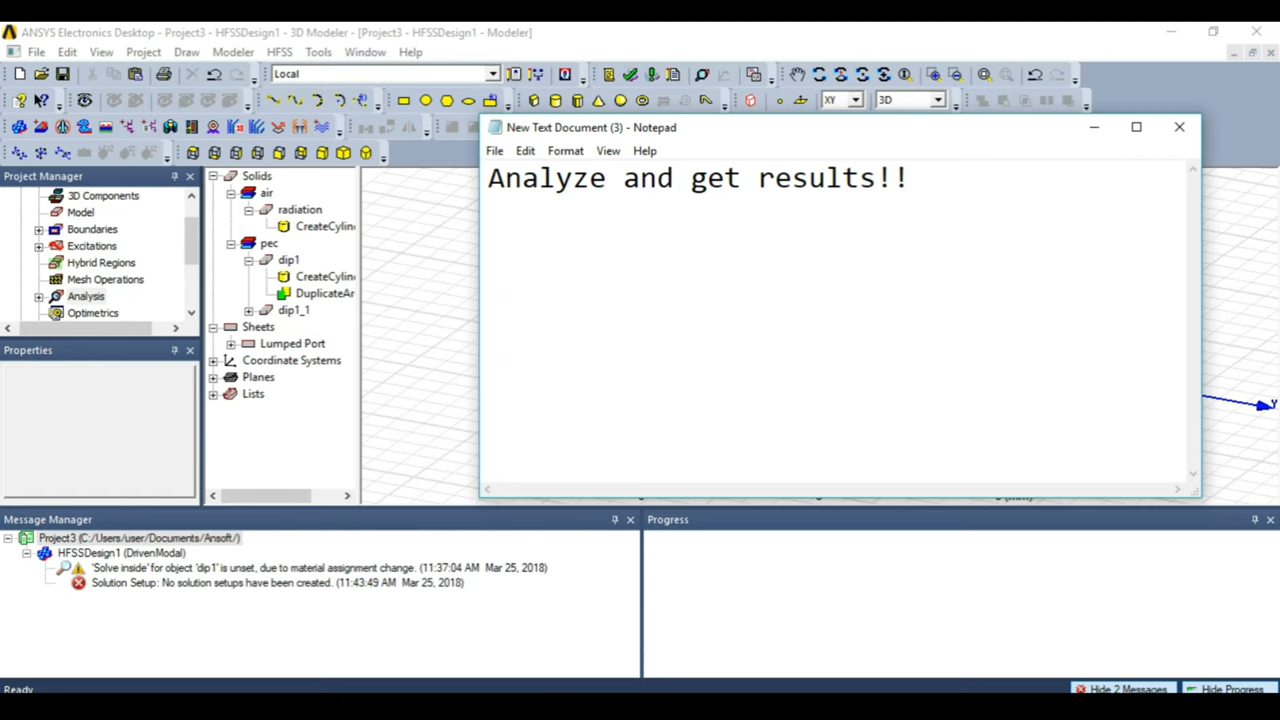 ANSYS Electronics Desktop - Project3 - HFSSDesign1 - 3D Modeler - [Project3 - HFSSDesign1 - Modeler]
File Edit View Project Draw Modeler HFSS Tools Window Help
Local
XY
3D
New Text Document (3) - Notepad
File Edit Format View Help
Analyze and get results!!
Project Manager
3D Components
Model
Boundaries
Excitations
Hybrid Regions
Mesh Operations
Analysis
Optimetrics
Properties
Solids
air
radiation
CreateCylin
pec
dip1
CreateCylin
DuplicateAr
dip1_1
Sheets
Lumped Port
Coordinate Systems
Planes
Lists
Y
Message Manager
Project3 (C:/Users/user/Documents/Ansoft/)
HFSSDesign1 (DrivenModal)
'Solve inside' for object 'dip1' is unset, due to material assignment change. (11:37:04 AM Mar 25, 2018)
Solution Setup: No solution setups have been created. (11:43:49 AM Mar 25, 2018)
Progress
Ready
Hide 2 Messages
Hide Progress